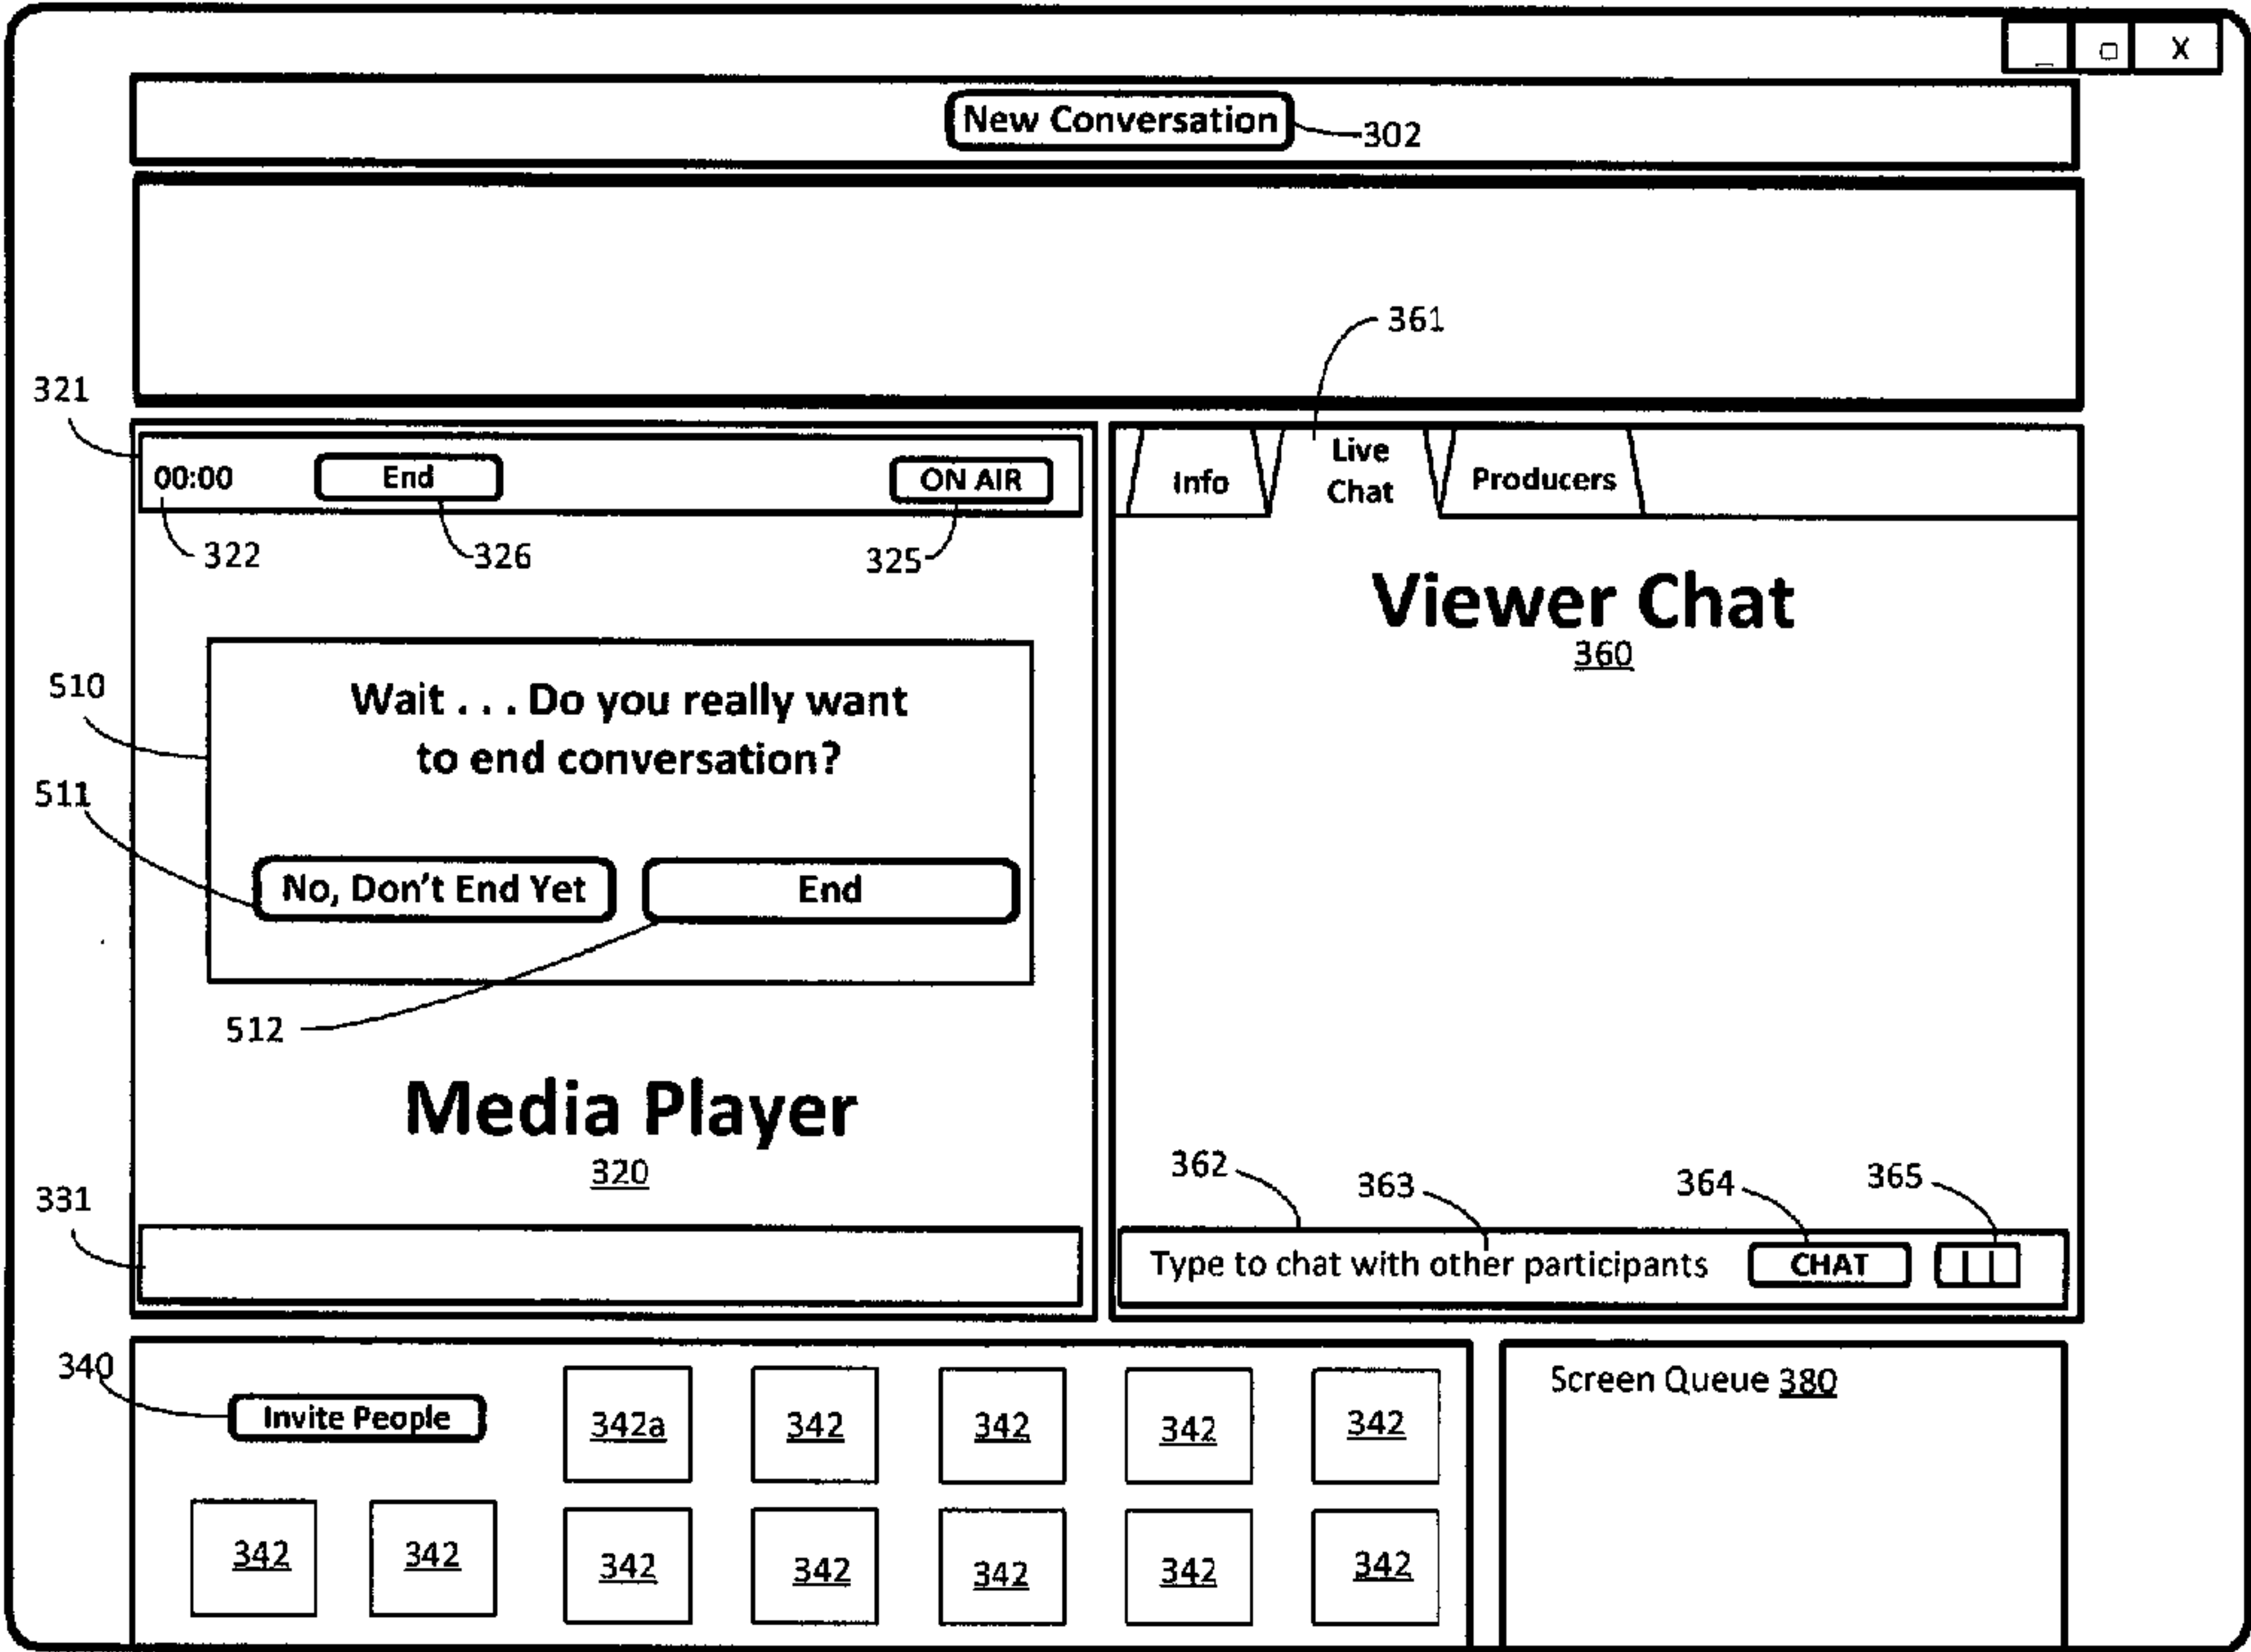 _ □ X
New Conversation
302
361
321
00:00 End ON AIR
322 326 325
Info Live Chat Producers
Viewer Chat
360
510
Wait . . . Do you really want
to end conversation?
511
No, Don't End Yet End
512
Media Player
320
331
362 363 364 365
Type to chat with other participants CHAT
340
Invite People 342a 342 342 342 342
342 342 342 342 342 342 342
Screen Queue 380